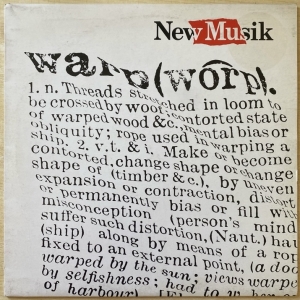 New Musik
warp (wörp).
1. n. Threads stretched in loom to
be crossed by woof; contorted state
of warped wood &c., mental bias or
obliquity; rope used in warping a
ship. 2. v.t. & i. Make or become
contorted, change shape or change
shape of (timber & c.), by uneven
expansion or contraction, distort
or permanently bias or fill with
misconception (person's mind
suffer such distortion, (Naut.) haul
(ship) along by means of a rope
fixed to an external point, (a doo
warped by the sun; views warped
by selfishness; had to w
of harbour)